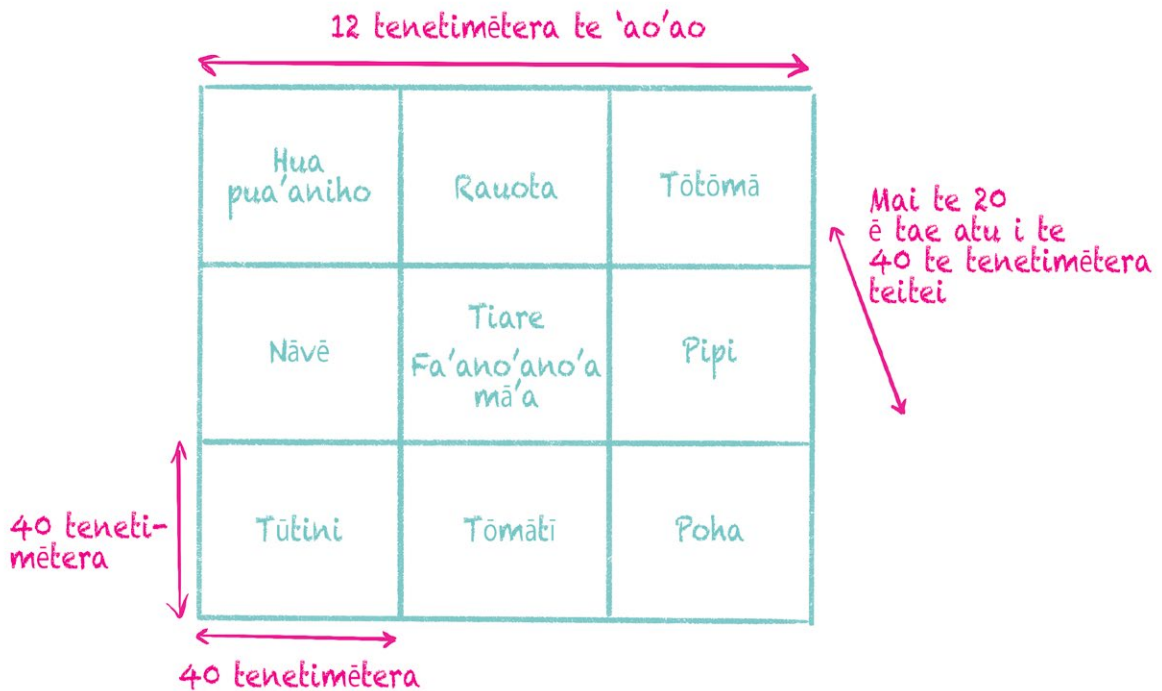 12 tenetimētera te ‘ao’ao
Hua
pua’aniho
Rauota
Tōtōmā
Mai te 20
ē tae atu i te
40 te tenetimētera
teitei
Nāvē
Tiare
Fa’ano’ano’a
mā’a
Pipi
40 teneti-
mētera
Tūtini
Tōmātī
Poha
40 tenetimētera